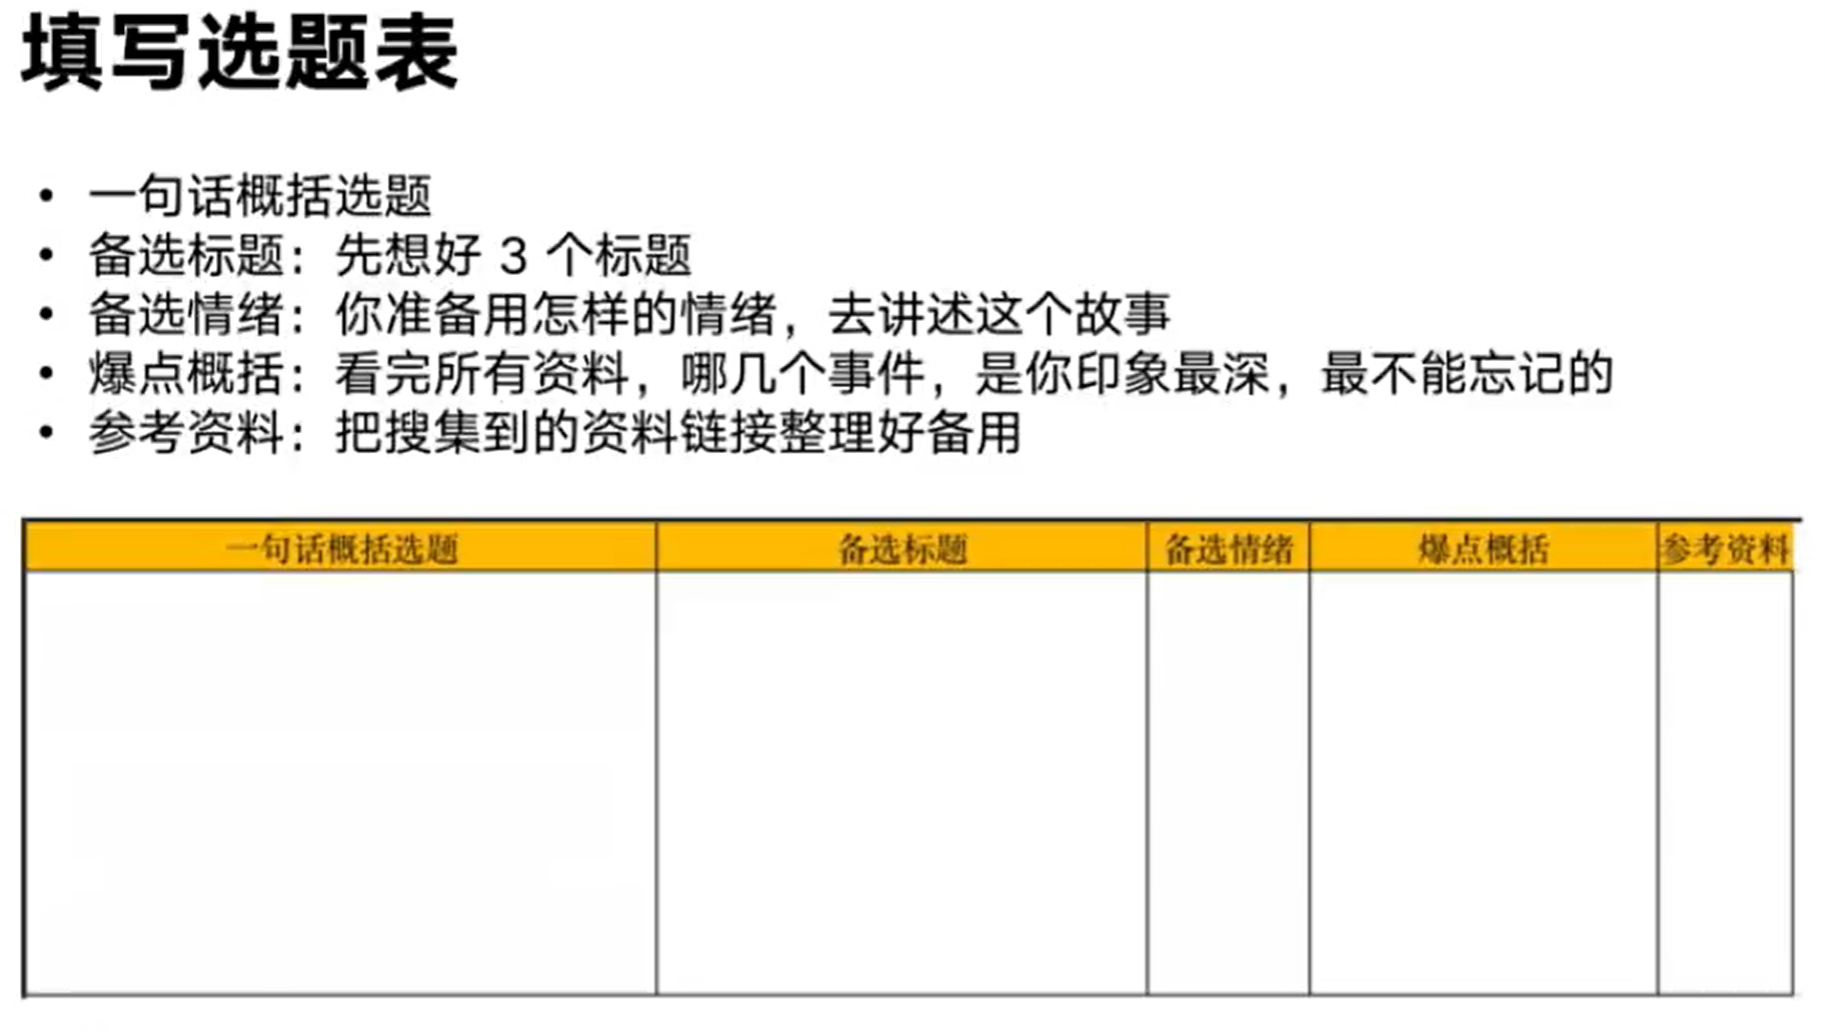 填写选题表
• 一句话概括选题
• 备选标题：先想好 3 个标题
• 备选情绪：你准备用怎样的情绪，去讲述这个故事
• 爆点概括：看完所有资料，哪几个事件，是你印象最深，最不能忘记的
• 参考资料：把搜集到的资料链接整理好备用
一句话概括选题 备选标题 备选情绪 爆点概括 参考资料